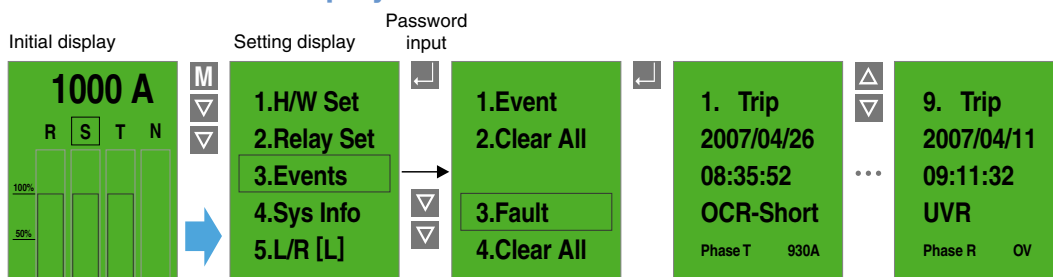 Password
input
Initial display
Setting display
1000 A
R S T N
100%
50%
M
1.H/W Set
2.Relay Set
3.Events
4.Sys Info
5.L/R [L]
1.Event
2.Clear All
3.Fault
4.Clear All
1. Trip
2007/04/26
08:35:52
OCR-Short
Phase T 930A
...
9. Trip
2007/04/11
09:11:32
UVR
Phase R OV